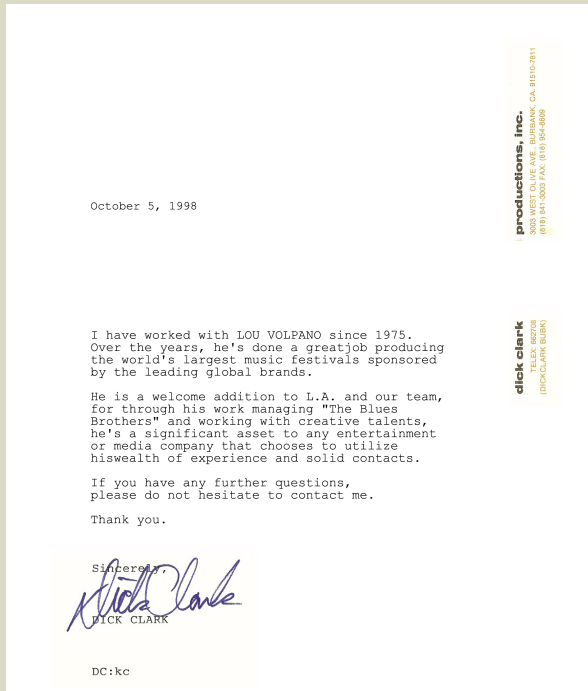 productions, inc.
3003 WEST OLIVE AVE., BURBANK, CA. 91510-7811
(818) 841-3003 FAX: (818) 954-8609
October 5, 1998
dick clark
TELEX: 662708
(DICKCLARK BUBK)
I have worked with LOU VOLPANO since 1975.
Over the years, he's done a greatjob producing
the world's largest music festivals sponsored
by the leading global brands.
He is a welcome addition to L.A. and our team,
for through his work managing "The Blues
Brothers" and working with creative talents,
he's a significant asset to any entertainment
or media company that chooses to utilize
hiswealth of experience and solid contacts.
If you have any further questions,
please do not hesitate to contact me.
Thank you.
Sincerely,
Dick Clark
DICK CLARK
DC:kc